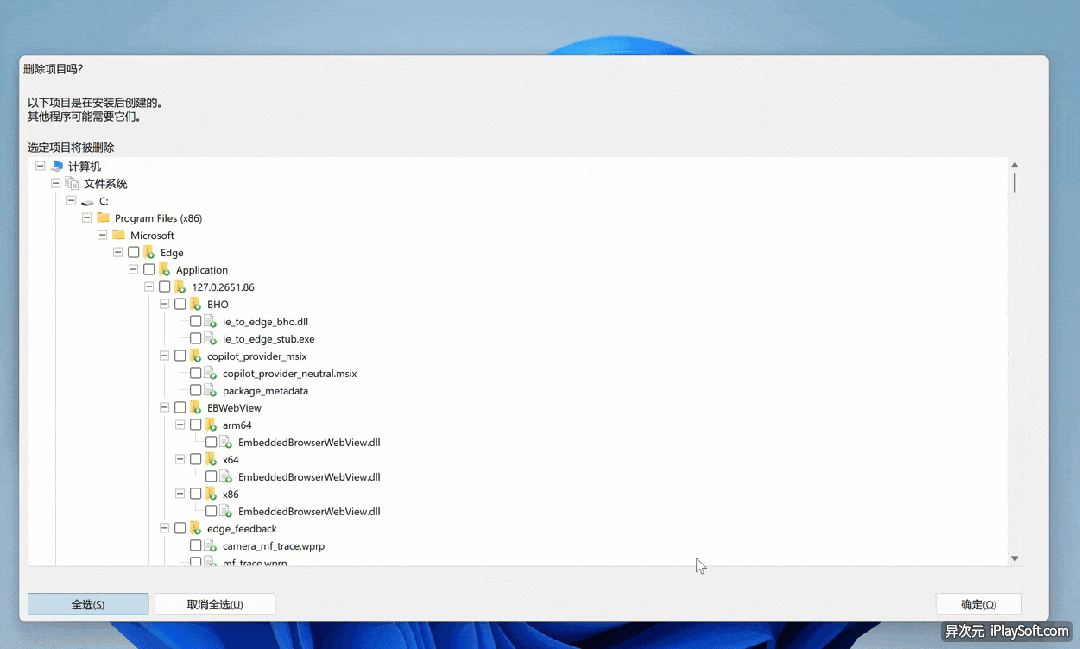 删除项目吗?
以下项目是在安装后创建的。
其他程序可能需要它们。
选定项目将被删除
计算机
文件系统
C:
Program Files (x86)
Microsoft
Edge
Application
127.0.2651.86
BHO
ie_to_edge_bho.dll
ie_to_edge_stub.exe
copilot_provider_msix
copilot_provider_neutral.msix
package_metadata
EBWebView
arm64
EmbeddedBrowserWebView.dll
x64
EmbeddedBrowserWebView.dll
x86
EmbeddedBrowserWebView.dll
edge_feedback
camera_mf_trace.wprp
mf_trace.wprp
全选(S) 取消全选(U) 确定(O)
异次元 iPlaySoft.com